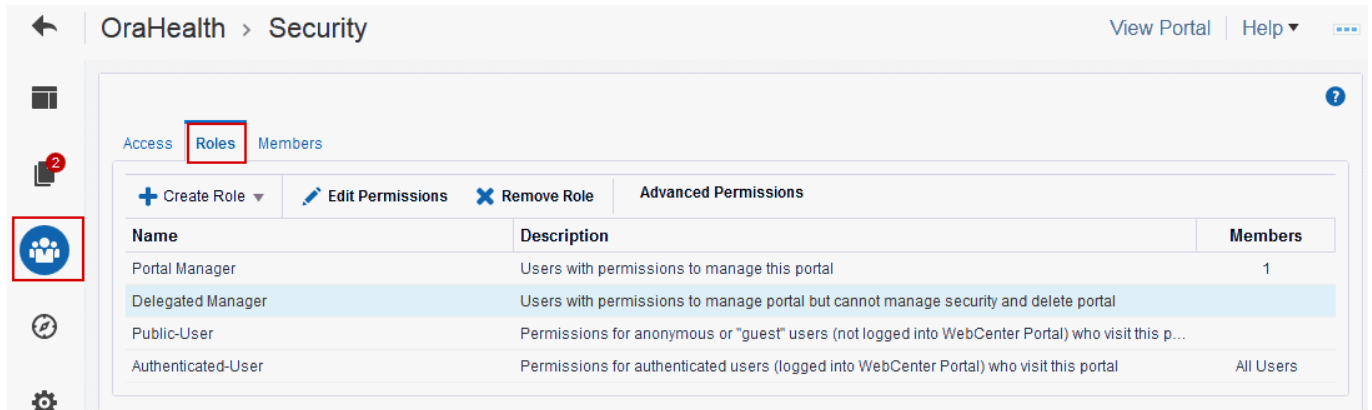 OraHealth > Security
View Portal Help
Access Roles Members
2
Create Role Edit Permissions Remove Role Advanced Permissions
Name Description Members
Portal Manager Users with permissions to manage this portal 1
Delegated Manager Users with permissions to manage portal but cannot manage security and delete portal
Public-User Permissions for anonymous or "guest" users (not logged into WebCenter Portal) who visit this p...
Authenticated-User Permissions for authenticated users (logged into WebCenter Portal) who visit this portal All Users